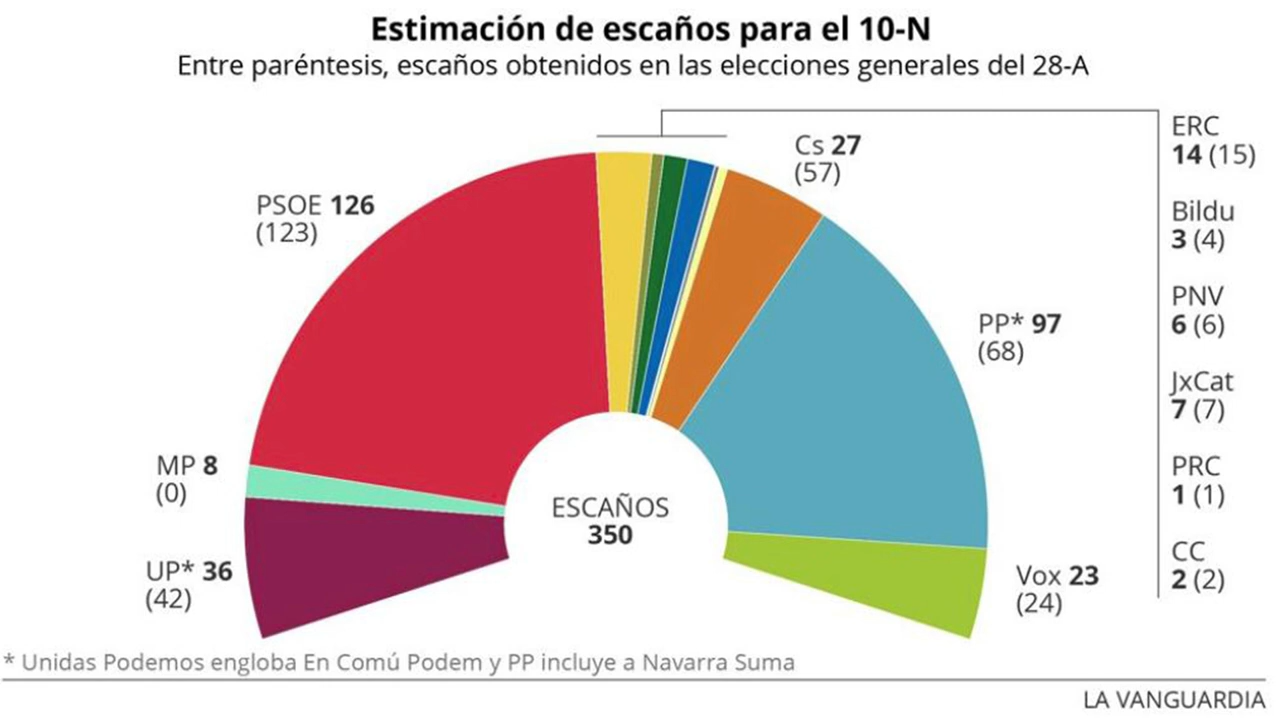 Estimación de escaños para el 10-N
Entre paréntesis, escaños obtenidos en las elecciones generales del 28-A
UP* 36
(42)
MP 8
(0)
PSOE 126
(123)
ERC
14 (15)
Bildu
3 (4)
PNV
6 (6)
JxCat
7 (7)
PRC
1 (1)
CC
2 (2)
Cs 27
(57)
PP* 97
(68)
Vox 23
(24)
ESCAÑOS
350
* Unidas Podemos engloba En Comú Podem y PP incluye a Navarra Suma
LA VANGUARDIA